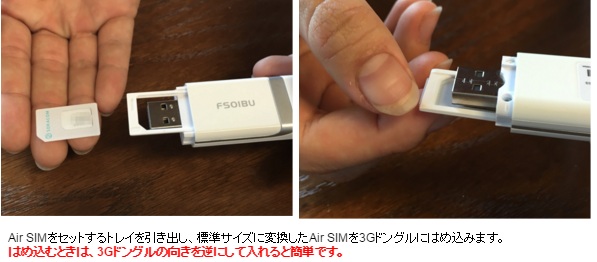 FSOIBU
Air SIMをセットするトレイを引き出し、標準サイズに変換したAir SIMを3Gドングルにはめ込みます。
はめ込むときは、3Gドングルの向きを逆にして入れると簡単です。